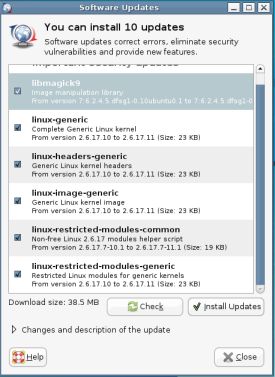 Software Updates
You can install 10 updates
Software updates correct errors, eliminate security
vulnerabilities and provide new features.
Important security updates
libmagick9
Image manipulation library
From version 7:6.2.4.5.dfsg1-0.10ubuntu0.1 to 7:6.2.4.5.dfsg1-0
linux-generic
Complete Generic Linux kernel
From version 2.6.17.10 to 2.6.17.11 (Size: 23 KB)
linux-headers-generic
Generic Linux kernel headers
From version 2.6.17.10 to 2.6.17.11 (Size: 23 KB)
linux-image-generic
Generic Linux kernel image
From version 2.6.17.10 to 2.6.17.11 (Size: 23 KB)
linux-restricted-modules-common
Non-free Linux 2.6.17 modules helper script
From version 2.6.17.7-10.1 to 2.6.17.7-11.1 (Size: 19 KB)
linux-restricted-modules-generic
Restricted Linux modules for generic kernels
From version 2.6.17.10 to 2.6.17.11 (Size: 23 KB)
Download size: 38.5 MB
Check
Install Updates
Changes and description of the update
Help
Close